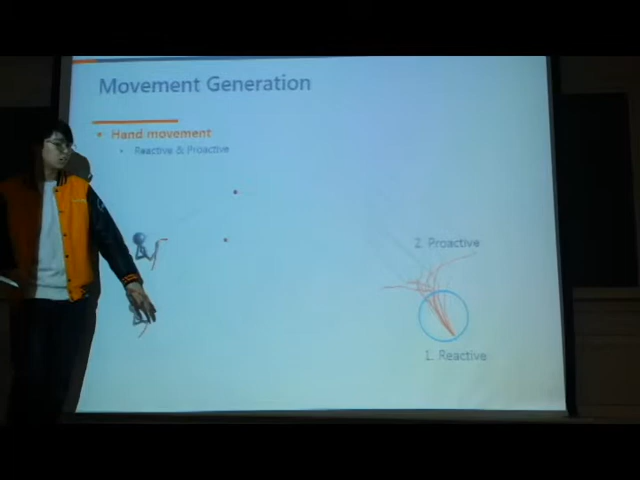 Movement Generation
• Hand movement
• Reactive & Proactive
2. Proactive
1. Reactive